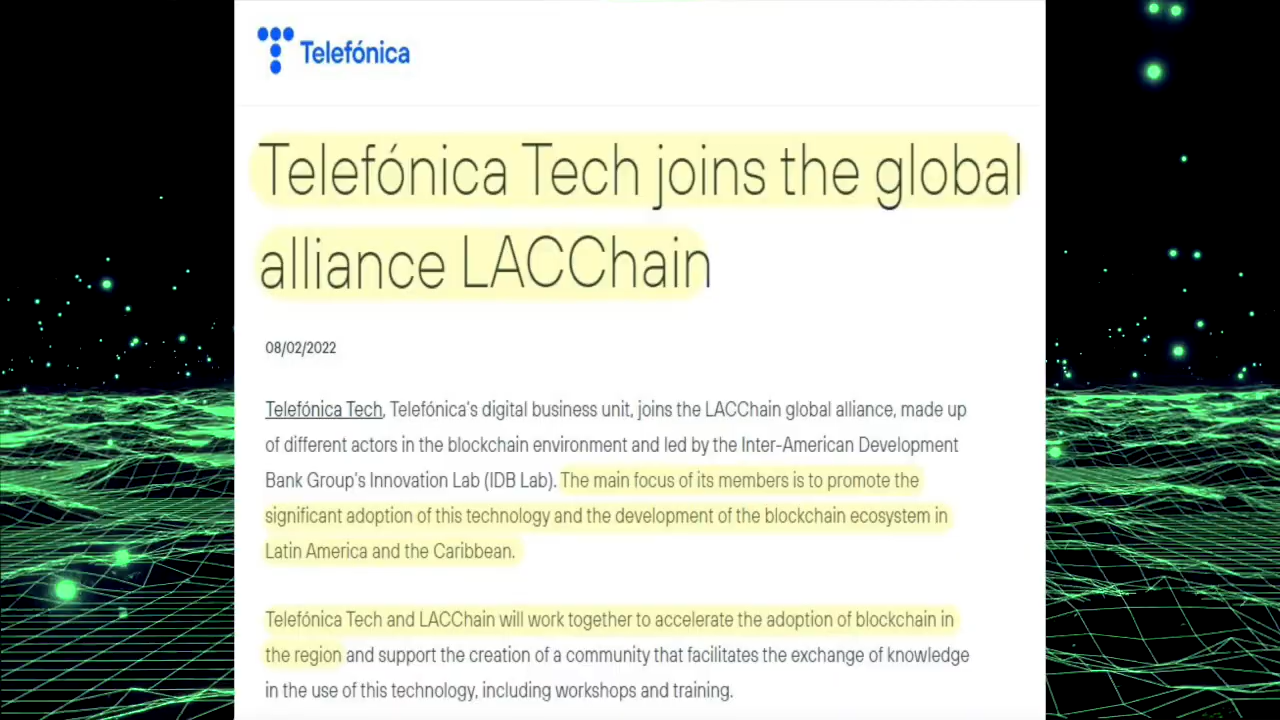 Telefónica
Telefónica Tech joins the global
alliance LACChain
08/02/2022
Telefónica Tech, Telefónica's digital business unit, joins the LACChain global alliance, made up
of different actors in the blockchain environment and led by the Inter-American Development
Bank Group's Innovation Lab (IDB Lab). The main focus of its members is to promote the
significant adoption of this technology and the development of the blockchain ecosystem in
Latin America and the Caribbean.
Telefónica Tech and LACChain will work together to accelerate the adoption of blockchain in
the region and support the creation of a community that facilitates the exchange of knowledge
in the use of this technology, including workshops and training.